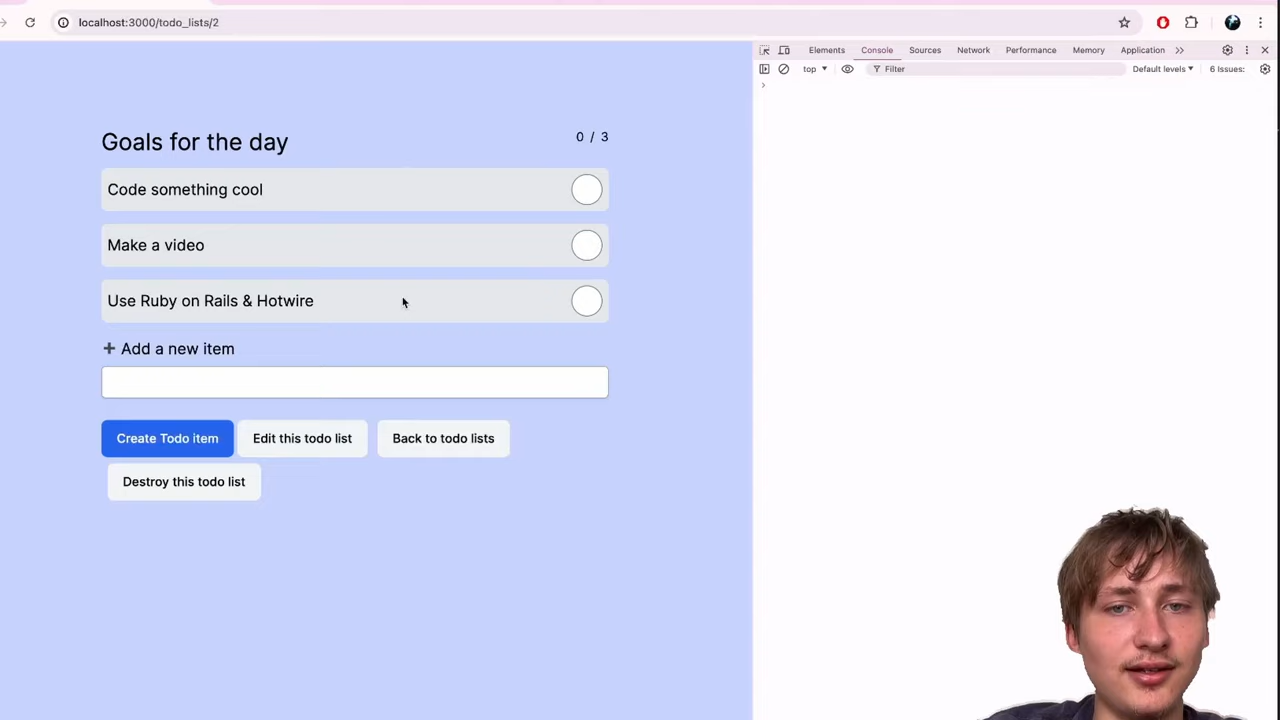 localhost:3000/todo_lists/2
Elements Console Sources Network Performance Memory Application
top Filter Default levels 6 Issues:
Goals for the day 0 / 3
Code something cool
Make a video
Use Ruby on Rails & Hotwire
+ Add a new item
Create Todo item Edit this todo list Back to todo lists
Destroy this todo list